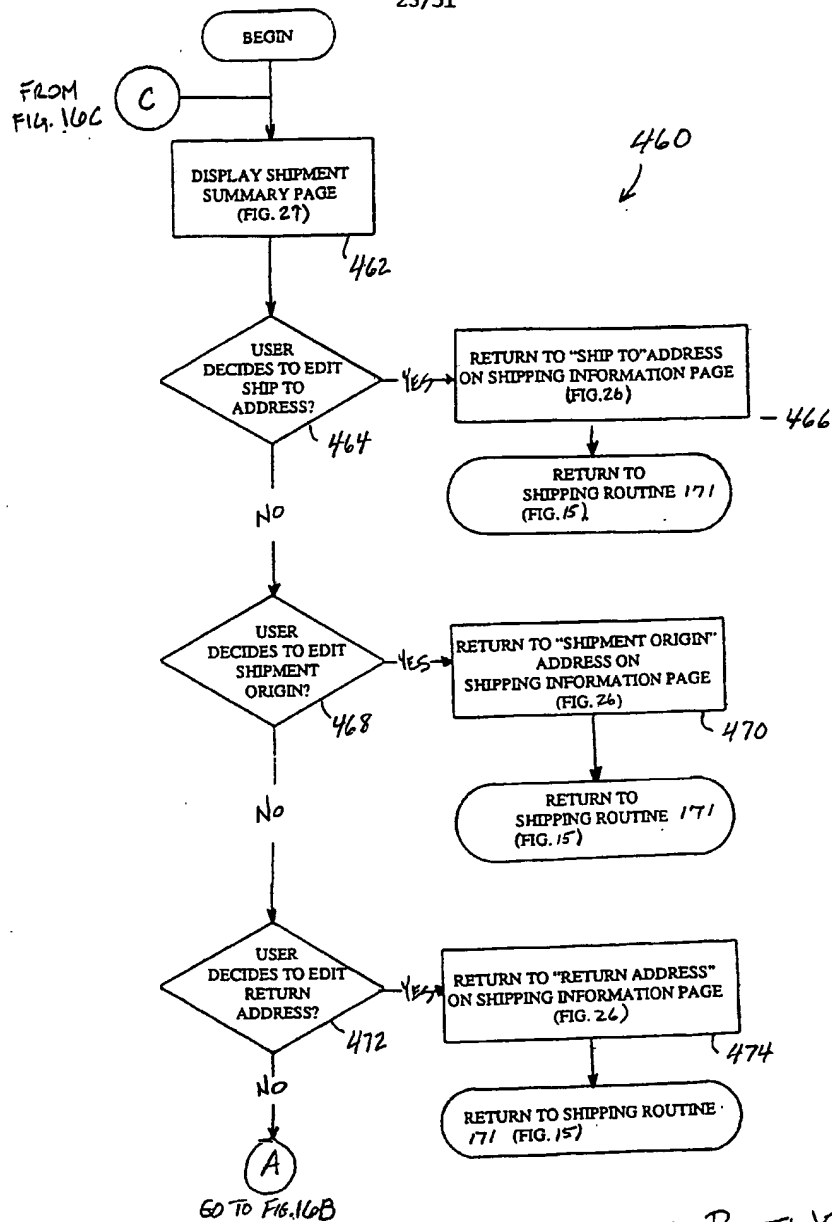 BEGIN
FROM
FIG. 16C
C
460
DISPLAY SHIPMENT
SUMMARY PAGE
(FIG. 27)
462
USER
DECIDES TO EDIT
SHIP TO
ADDRESS?
464
YES
RETURN TO "SHIP TO" ADDRESS
ON SHIPPING INFORMATION PAGE
(FIG. 26)
466
RETURN TO
SHIPPING ROUTINE 171
(FIG. 15)
NO
USER
DECIDES TO EDIT
SHIPMENT
ORIGIN?
468
YES
RETURN TO "SHIPMENT ORIGIN"
ADDRESS ON
SHIPPING INFORMATION PAGE
(FIG. 26)
470
RETURN TO
SHIPPING ROUTINE 171
(FIG. 15)
NO
USER
DECIDES TO EDIT
RETURN
ADDRESS?
472
YES
RETURN TO "RETURN ADDRESS"
ON SHIPPING INFORMATION PAGE
(FIG. 26)
474
RETURN TO SHIPPING ROUTINE
171 (FIG. 15)
NO
A
GO TO FIG. 16B